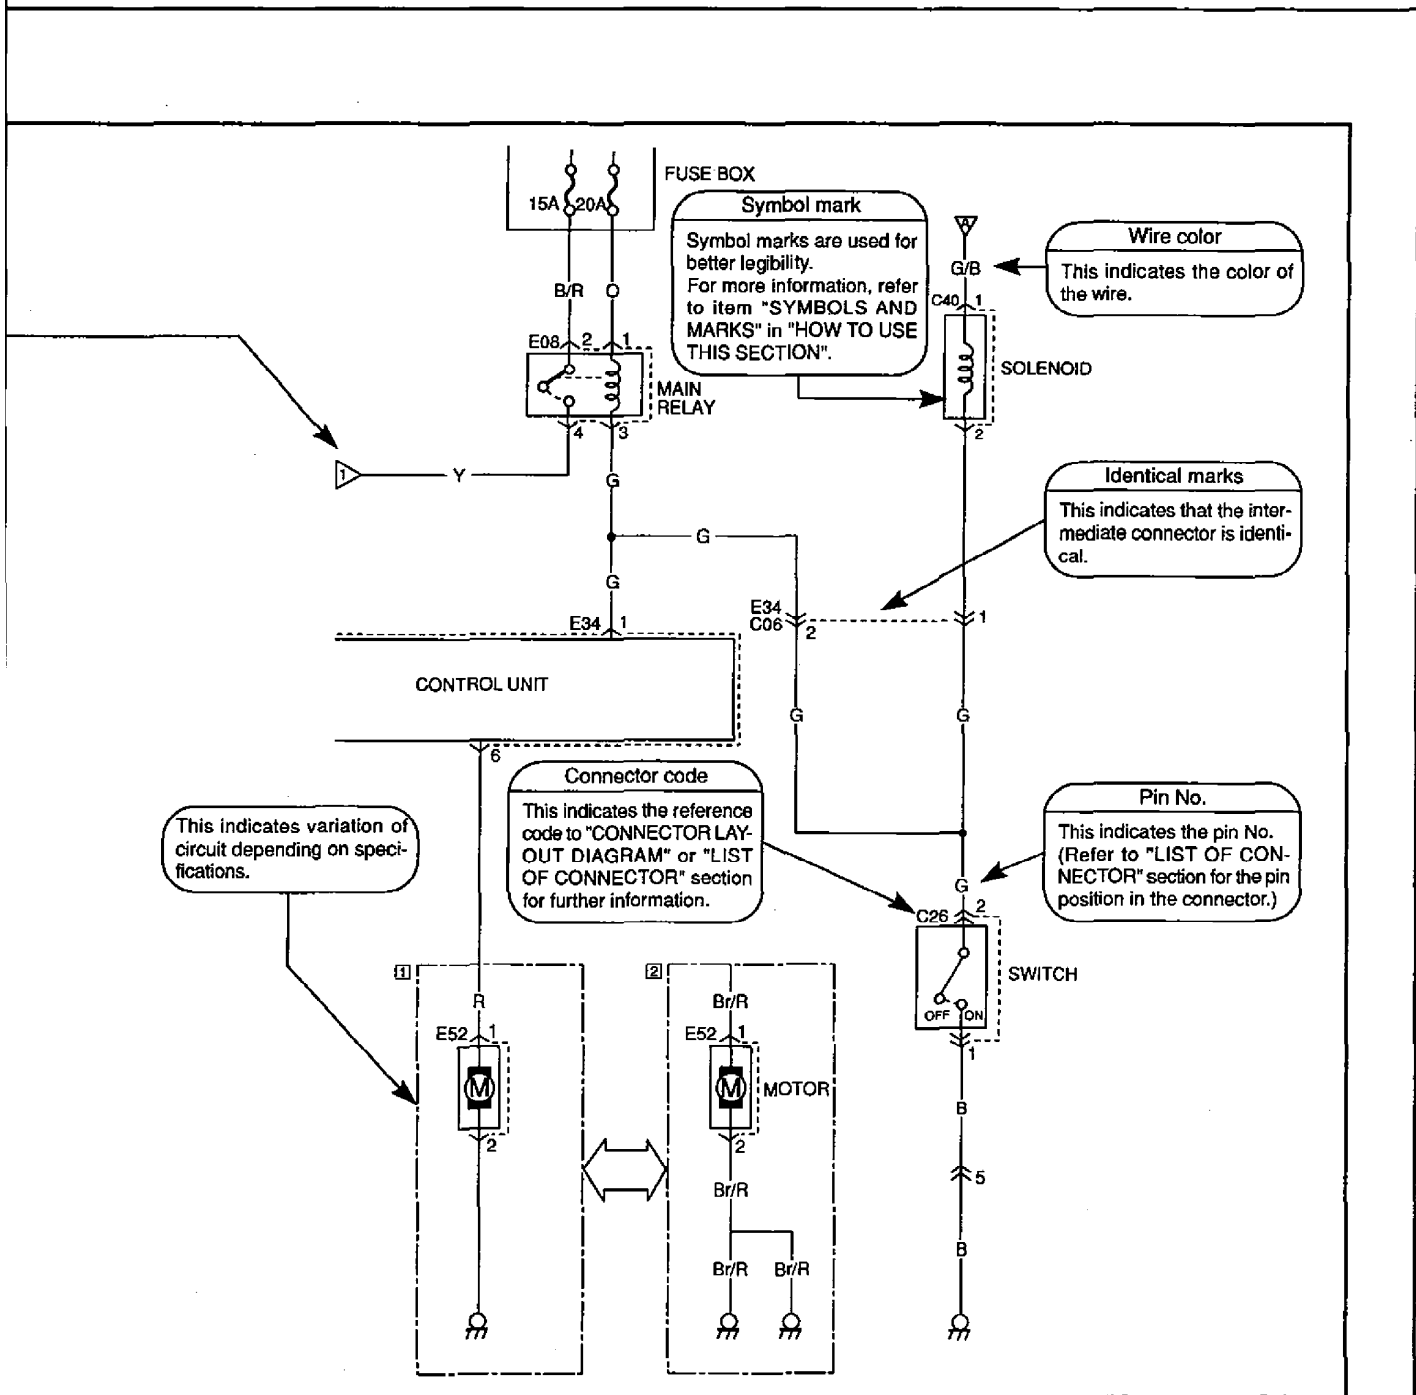 FUSE BOX
15A
20A
Symbol mark
Symbol marks are used for
better legibility.
For more information, refer
to item "SYMBOLS AND
MARKS" in "HOW TO USE
THIS SECTION".
A
G/B
Wire color
This indicates the color of
the wire.
B/R
O
C40
1
E08
2
1
SOLENOID
MAIN
RELAY
4
3
2
1
Y
G
Identical marks
This indicates that the inter-
mediate connector is identi-
cal.
G
G
E34
1
E34
C06
2
1
CONTROL UNIT
G
G
6
Connector code
This indicates the reference
code to "CONNECTOR LAY-
OUT DIAGRAM" or "LIST
OF CONNECTOR" section
for further information.
Pin No.
This indicates the pin No.
(Refer to "LIST OF CON-
NECTOR" section for the pin
position in the connector.)
This indicates variation of
circuit depending on speci-
fications.
G
C26
2
SWITCH
OFF
ON
1
1
2
R
Br/R
E52
1
E52
1
M
M
MOTOR
2
2
B
Br/R
5
B
Br/R
Br/R